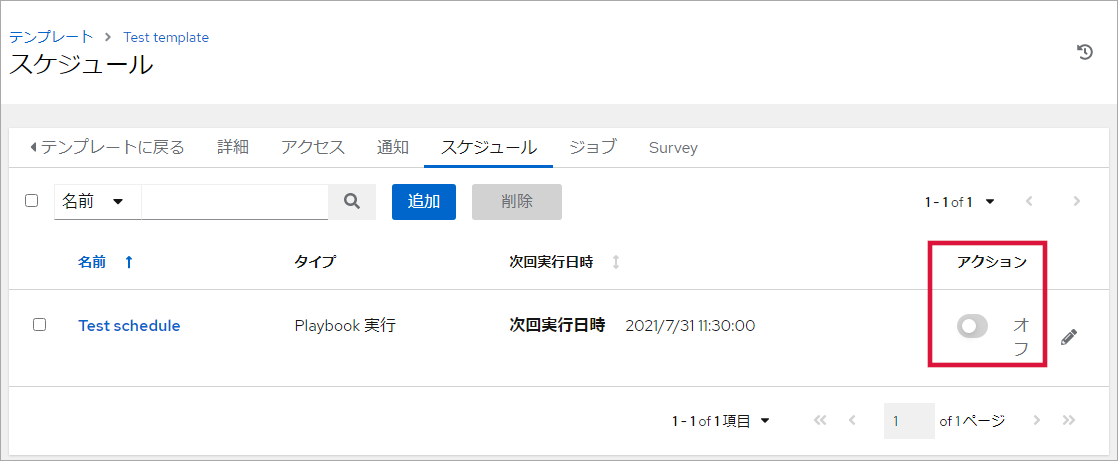 テンプレート Test template
スケジュール
テンプレートに戻る 詳細 アクセス 通知 スケジュール ジョブ Survey
名前 追加 削除 1 - 1 of 1
名前 タイプ 次回実行日時 アクション
Test schedule Playbook 実行 次回実行日時 2021/7/31 11:30:00 オフ
1 - 1 of 1 項目 1 of 1 ページ